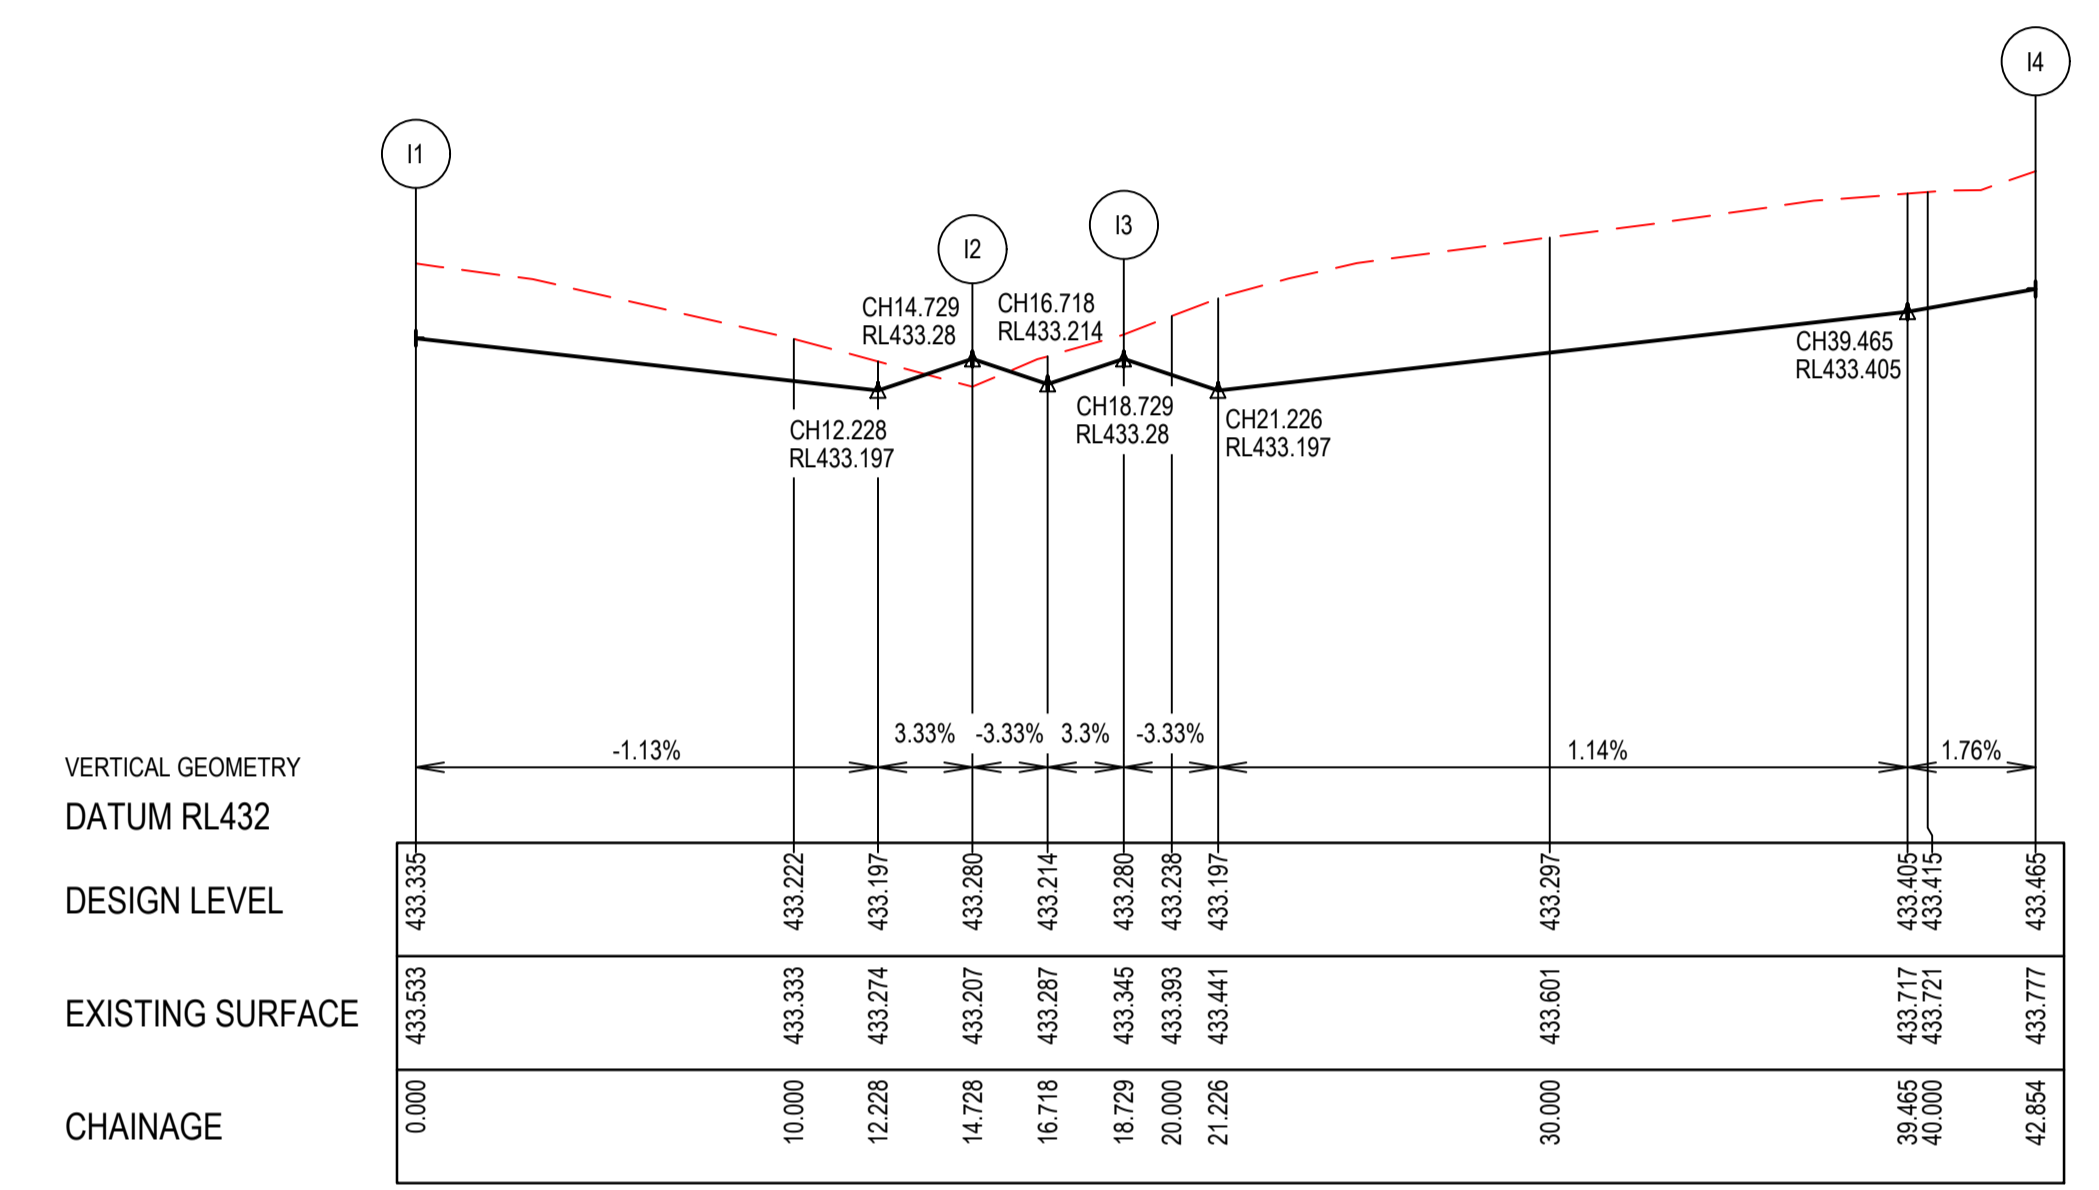 I4
I1
I2
I3
CH14.729
RL433.28
CH16.718
RL433.214
CH39.465
RL433.405
CH18.729
RL433.28
CH21.226
RL433.197
CH12.228
RL433.197
-1.13%
3.33%
-3.33%
3.3%
-3.33%
1.14%
1.76%
VERTICAL GEOMETRY
DATUM RL432
DESIGN LEVEL 433.335 433.222 433.197 433.280 433.214 433.280 433.238 433.197 433.297 433.405 433.415 433.465
EXISTING SURFACE 433.533 433.333 433.274 433.207 433.287 433.345 433.393 433.441 433.601 433.717 433.721 433.777
CHAINAGE 0.000 10.000 12.228 14.728 16.718 18.729 20.000 21.226 30.000 39.465 40.000 42.854